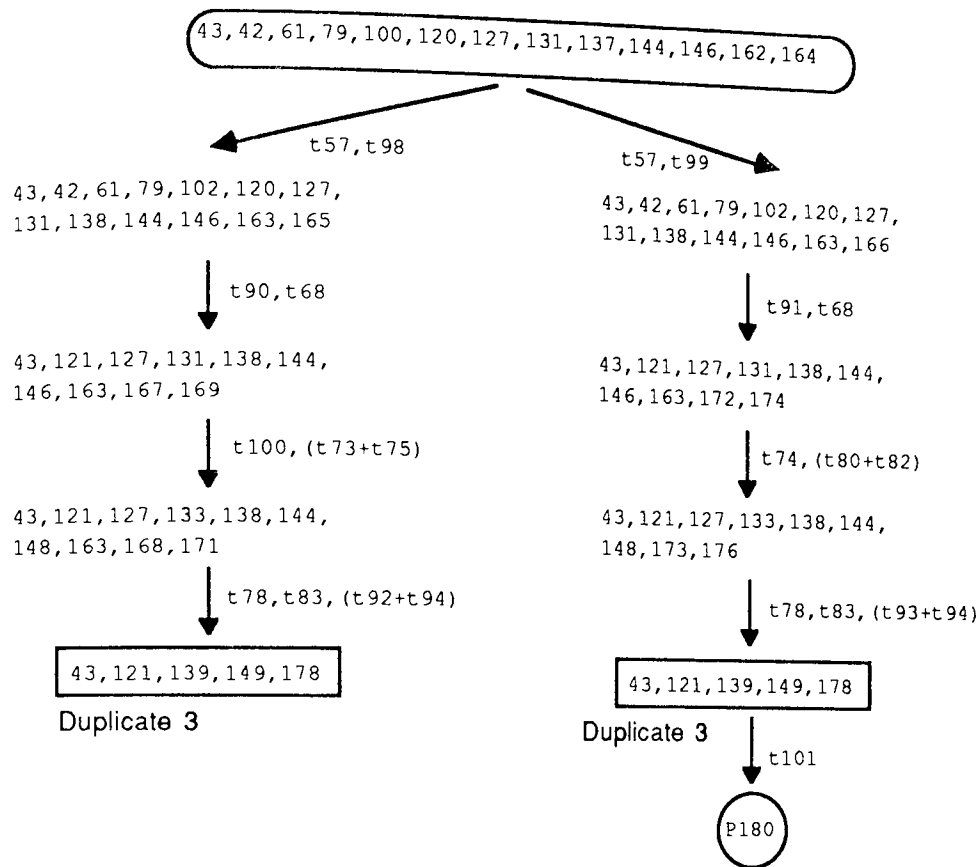 43,42,61,79,100,120,127,131,137,144,146,162,164
t57,t98
43,42,61,79,102,120,127,
131,138,144,146,163,165
t90,t68
43,121,127,131,138,144,
146,163,167,169
t100,(t73+t75)
43,121,127,133,138,144,
148,163,168,171
t78,t83,(t92+t94)
43,121,139,149,178
Duplicate 3
t57,t99
43,42,61,79,102,120,127,
131,138,144,146,163,166
t91,t68
43,121,127,131,138,144,
146,163,172,174
t74,(t80+t82)
43,121,127,133,138,144,
148,173,176
t78,t83,(t93+t94)
43,121,139,149,178
Duplicate 3
t101
P180